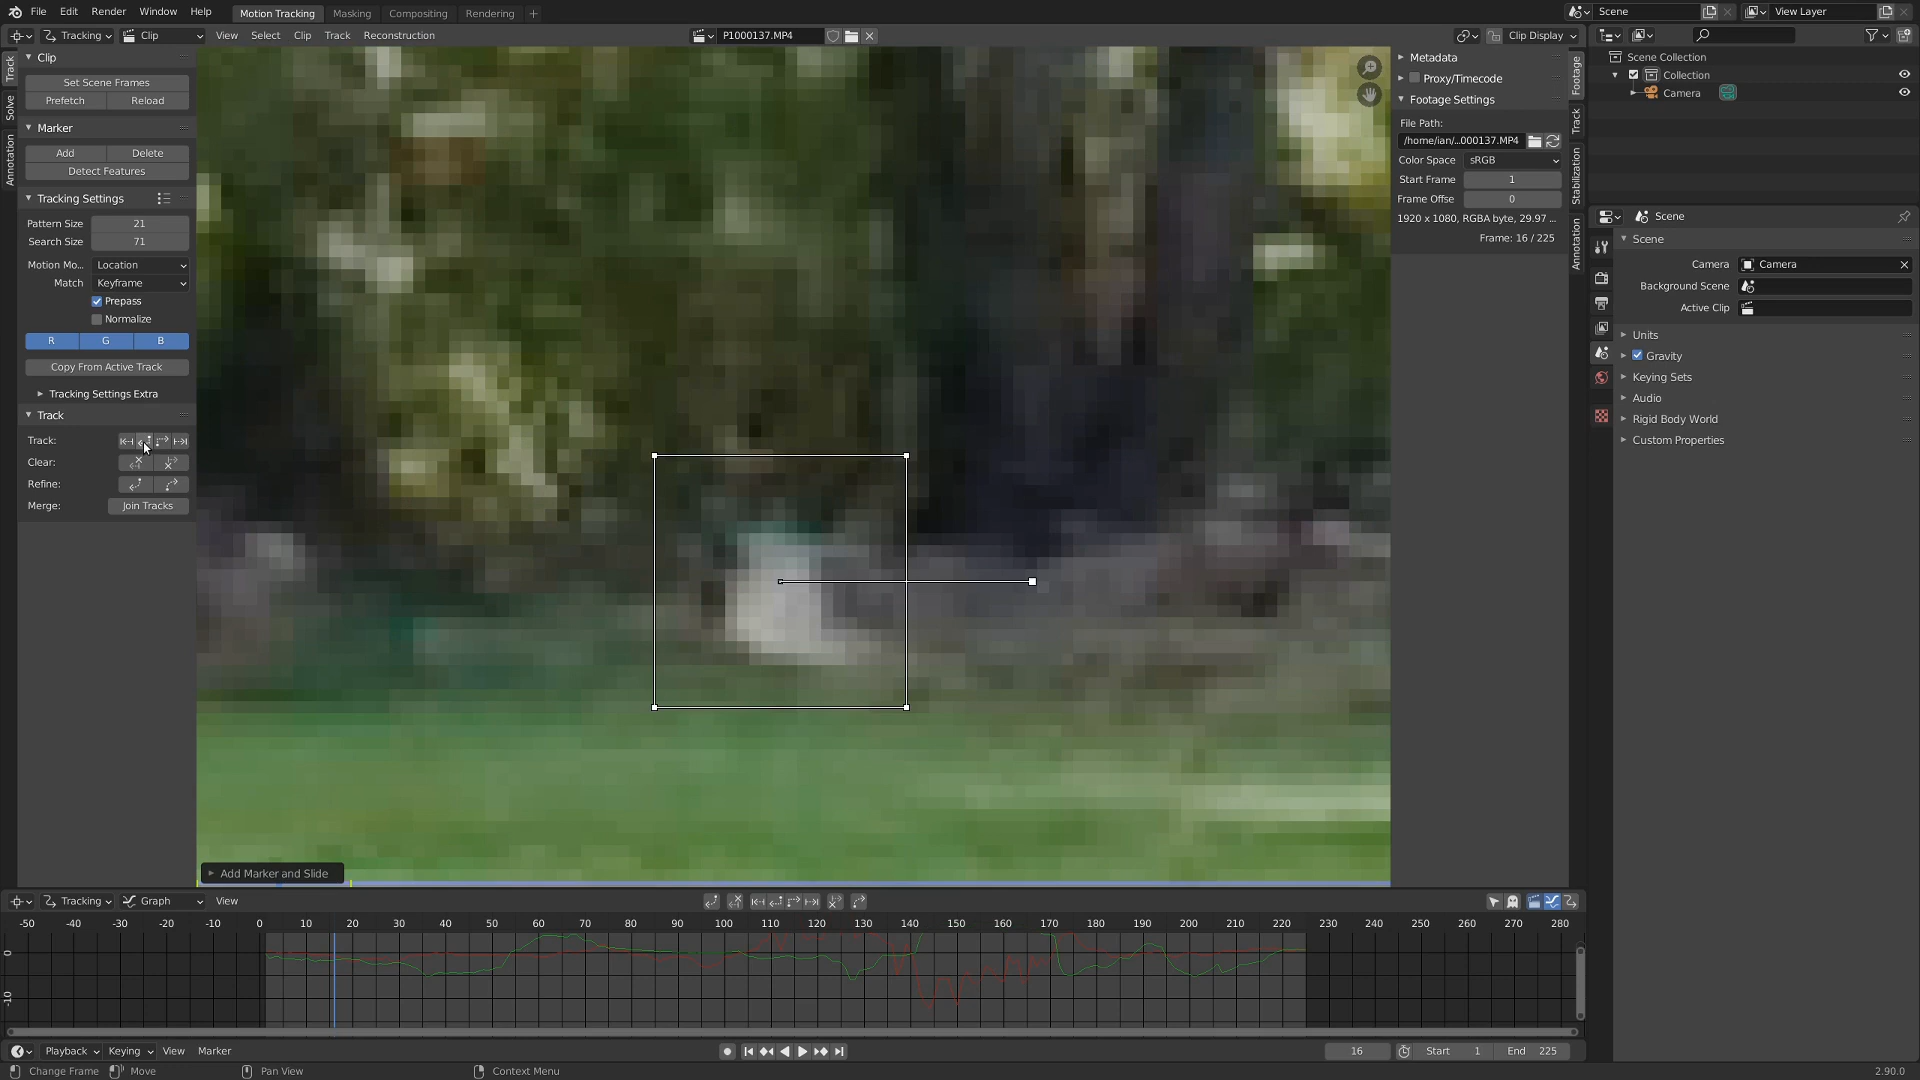 File Edit Render Window Help Motion Tracking Masking Compositing Rendering + Scene View Layer
Tracking Clip View Select Clip Track Reconstruction P1000137.MP4 Clip Display
Track
Solve
Annotation
Clip
Set Scene Frames
Prefetch Reload
Marker
Add Delete
Detect Features
Tracking Settings
Pattern Size 21
Search Size 71
Motion Mo... Location
Match Keyframe
Prepass
Normalize
R G B
Copy From Active Track
Tracking Settings Extra
Track
Track:
Clear:
Refine:
Merge: Join Tracks
Add Marker and Slide
Metadata
Proxy/Timecode
Footage Settings
File Path:
/home/ian/...000137.MP4
Color Space sRGB
Start Frame 1
Frame Offset 0
1920 x 1080, RGBA byte, 29.97 ...
Frame: 16 / 225
Footage
Track
Stabilization
Annotation
Scene Collection
Collection
Camera
Scene
Scene
Camera Camera
Background Scene
Active Clip
Units
Gravity
Keying Sets
Audio
Rigid Body World
Custom Properties
Tracking Graph View
-50 -40 -30 -20 -10 0 10 20 30 40 50 60 70 80 90 100 110 120 130 140 150 160 170 180 190 200 210 220 230 240 250 260 270 280
0
-10
Playback Keying View Marker 16 Start 1 End 225
Change Frame Move Pan View Context Menu 2.90.0